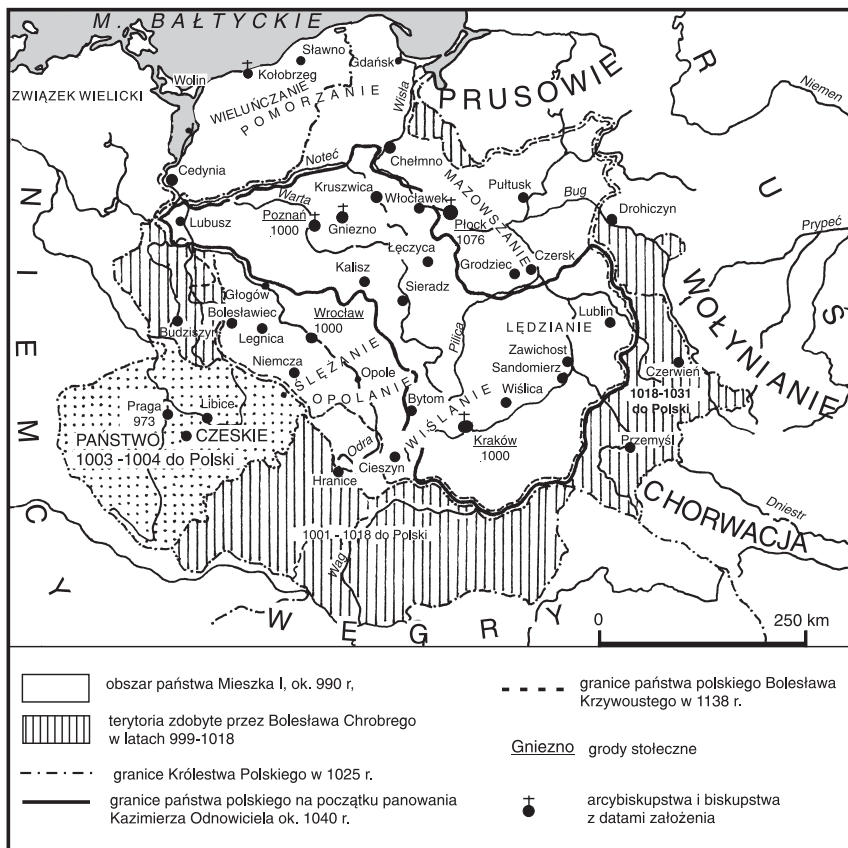 M. BAŁTYCKIE
Sławno
Gdańsk
Kołobrzeg
Wolin
ZWIĄZEK WIELICKI
WIELUŃCZANIE
POMORZANIE
Wisła
PRUSOWIE
RUŚ
Niemen
Cedynia
Noteć
Chełmno
MAZOWSZANIE
Pułtusk
Bug
Drohiczyn
Prypeć
Kruszwica
Włocławek
Warta
Poznań
1000
Gniezno
Płock
1076
Lubusz
Łęczyca
Grodziec
Czersk
Kalisz
Sieradz
NIEMCY
WOŁYNIANIE
Głogów
Bolesławiec
Legnica
Wrocław
1000
Budziszyn
Lublin
LĘDZIANIE
Pilica
Zawichost
Sandomierz
Czerwień
1018-1031
do Polski
Niemcza
ŚLĘŻANIE
Opole
OPOLANIE
Wiślica
Bytom
WIŚLANIE
Praga
973
Libice
PAŃSTWO
CZESKIE
1003 -1004 do Polski
Kraków
1000
Przemyśl
Odra
Cieszyn
Hranice
CHORWACJA
Dniestr
1001 - 1018 do Polski
Wag
WĘGRY
0
250 km
obszar państwa Mieszka I, ok. 990 r,
terytoria zdobyte przez Bolesława Chrobrego
w latach 999-1018
granice Królestwa Polskiego w 1025 r.
granice państwa polskiego na początku panowania
Kazimierza Odnowiciela ok. 1040 r.
granice państwa polskiego Bolesława
Krzywoustego w 1138 r.
Gniezno grody stołeczne
arcybiskupstwa i biskupstwa
z datami założenia